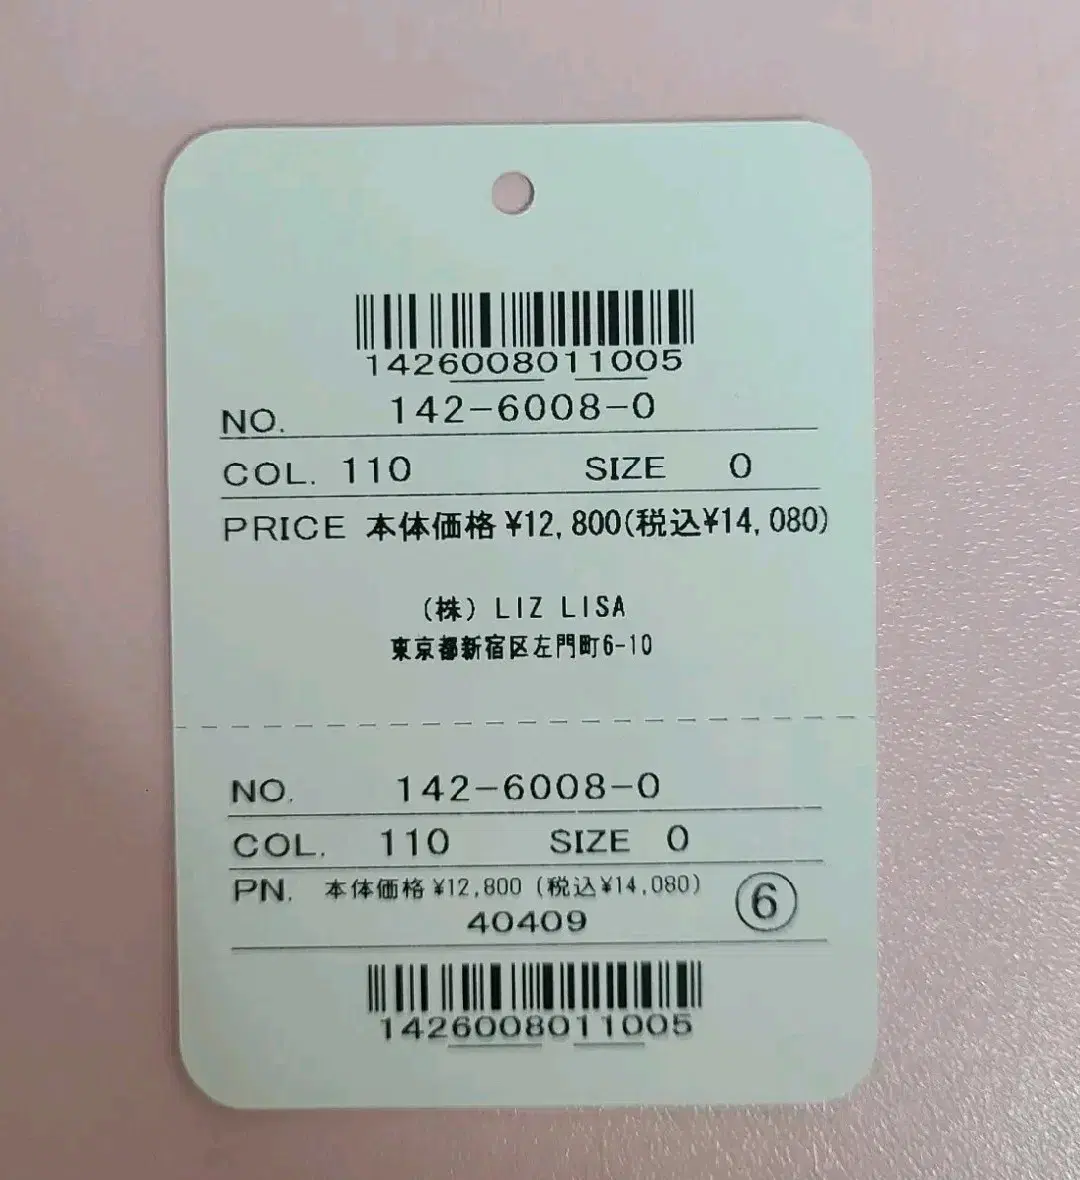 1426008011005
NO. 142-6008-0
COL. 110 SIZE 0
PRICE 本体価格 ¥12,800(税込¥14,080)
(株) LIZ LISA
東京都新宿区左門町6-10
NO. 142-6008-0
COL. 110 SIZE 0
PN. 本体価格 ¥12,800 (税込¥14,080)
40409 ⑥
1426008011005